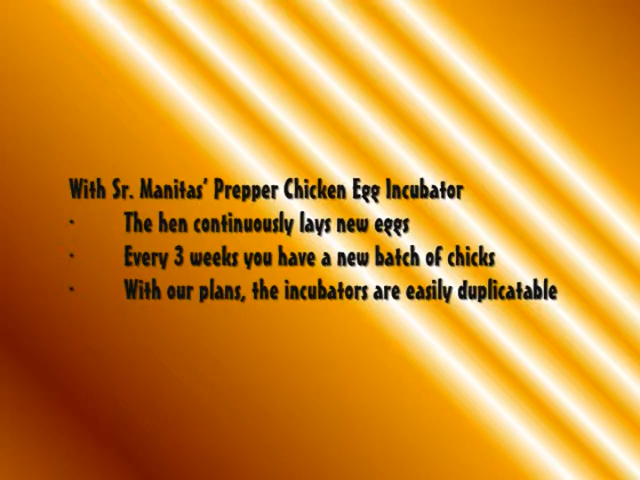 With Sr. Manitas' Prepper Chicken Egg Incubator
· The hen continuously lays new eggs
· Every 3 weeks you have a new batch of chicks
· With our plans, the incubators are easily duplicatable